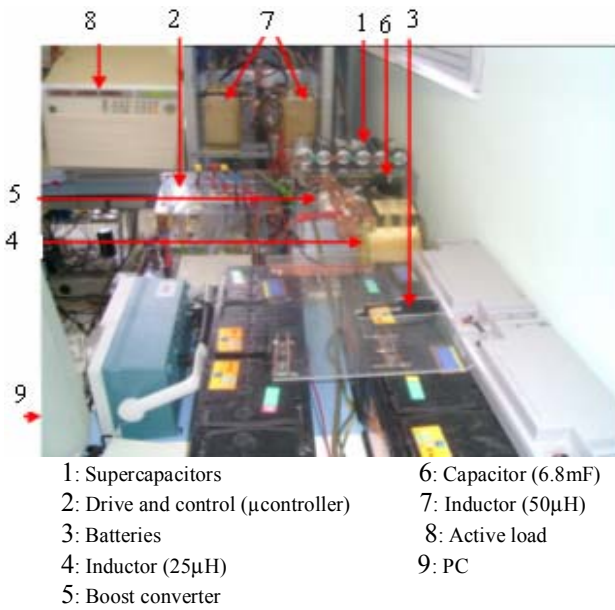 8 2 7 1 6 3
5
4
9
1: Supercapacitors
2: Drive and control (μcontroller)
3: Batteries
4: Inductor (25μH)
5: Boost converter
6: Capacitor (6.8mF)
7: Inductor (50μH)
8: Active load
9: PC